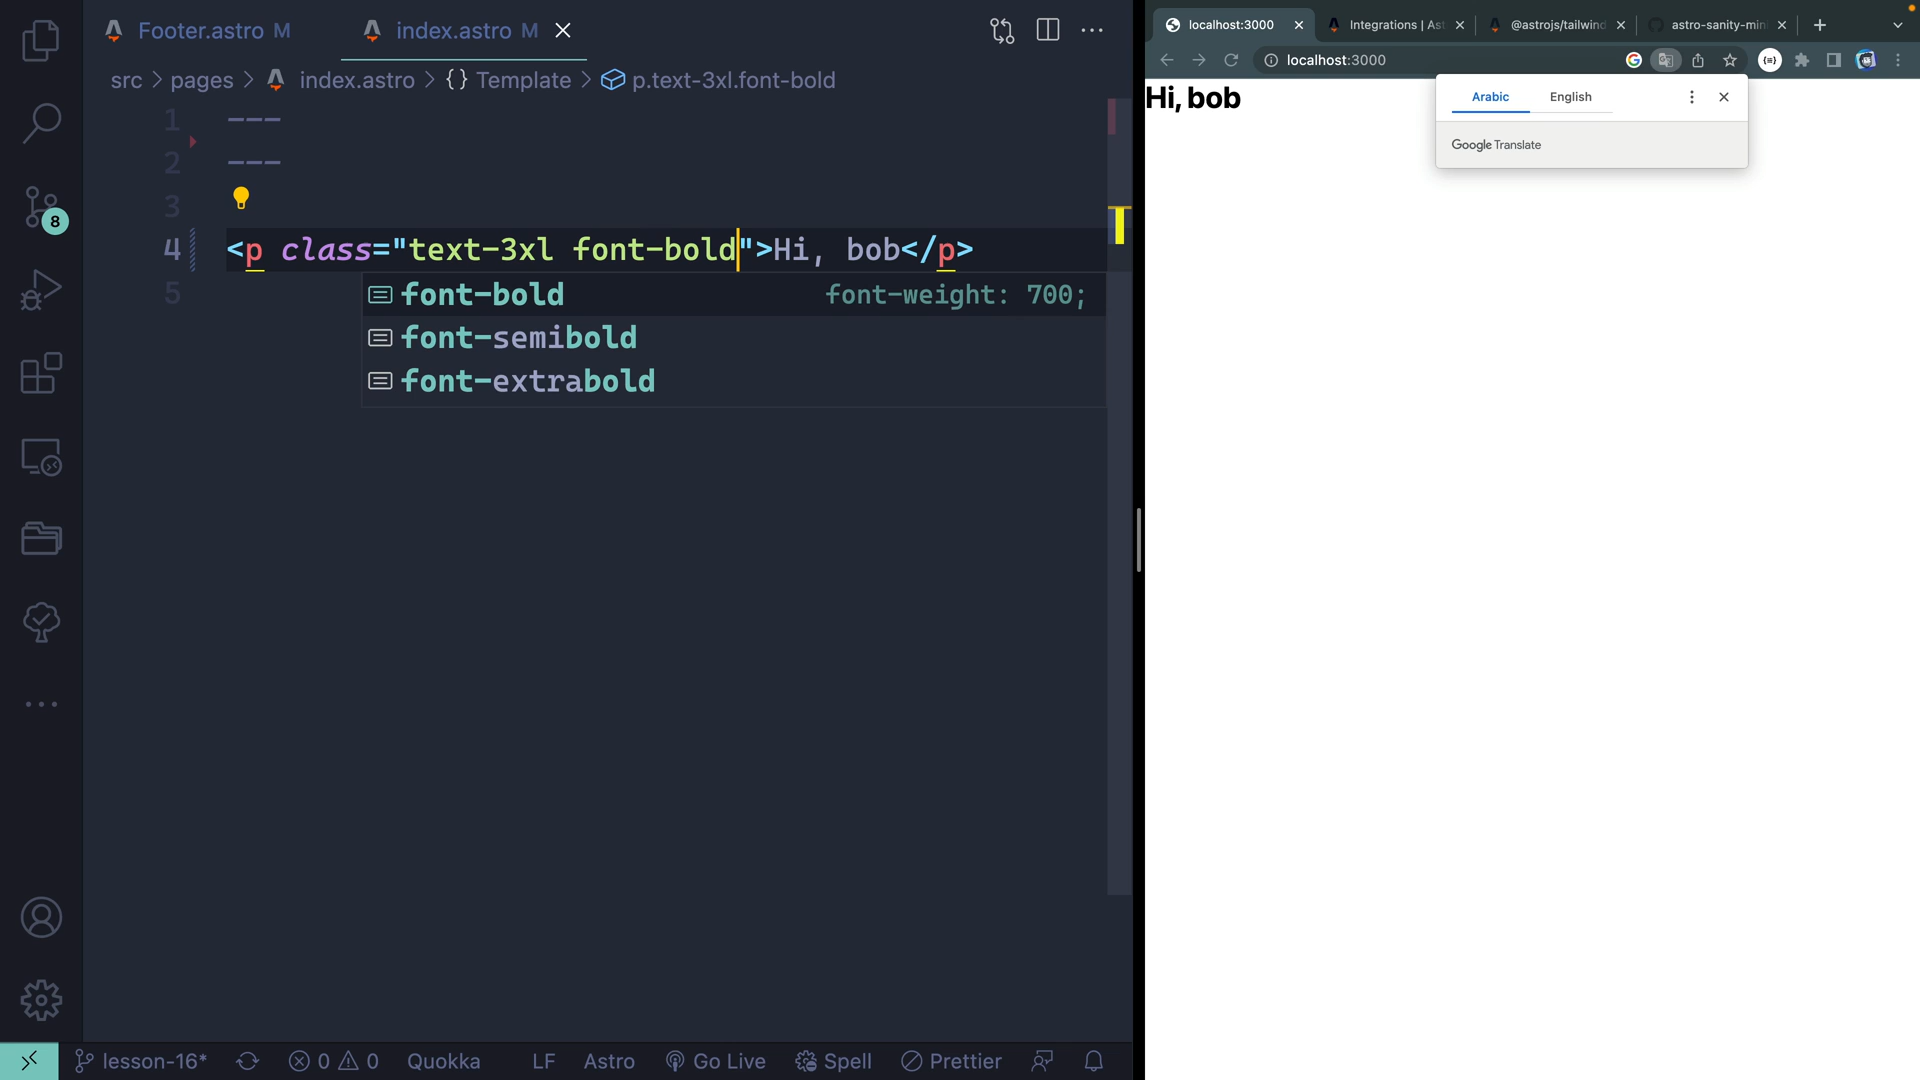 Footer.astro M
index.astro M
src > pages > index.astro > {} Template > p.text-3xl.font-bold
1 ---
2 ---
3
4 <p class="text-3xl font-bold">Hi, bob</p>
5
font-bold font-weight: 700;
font-semibold
font-extrabold
8
lesson-16* 0 0 Quokka LF Astro Go Live Spell Prettier
localhost:3000
Integrations | Ast
@astrojs/tailwind
astro-sanity-mini
localhost:3000
Hi, bob
Arabic English
Google Translate